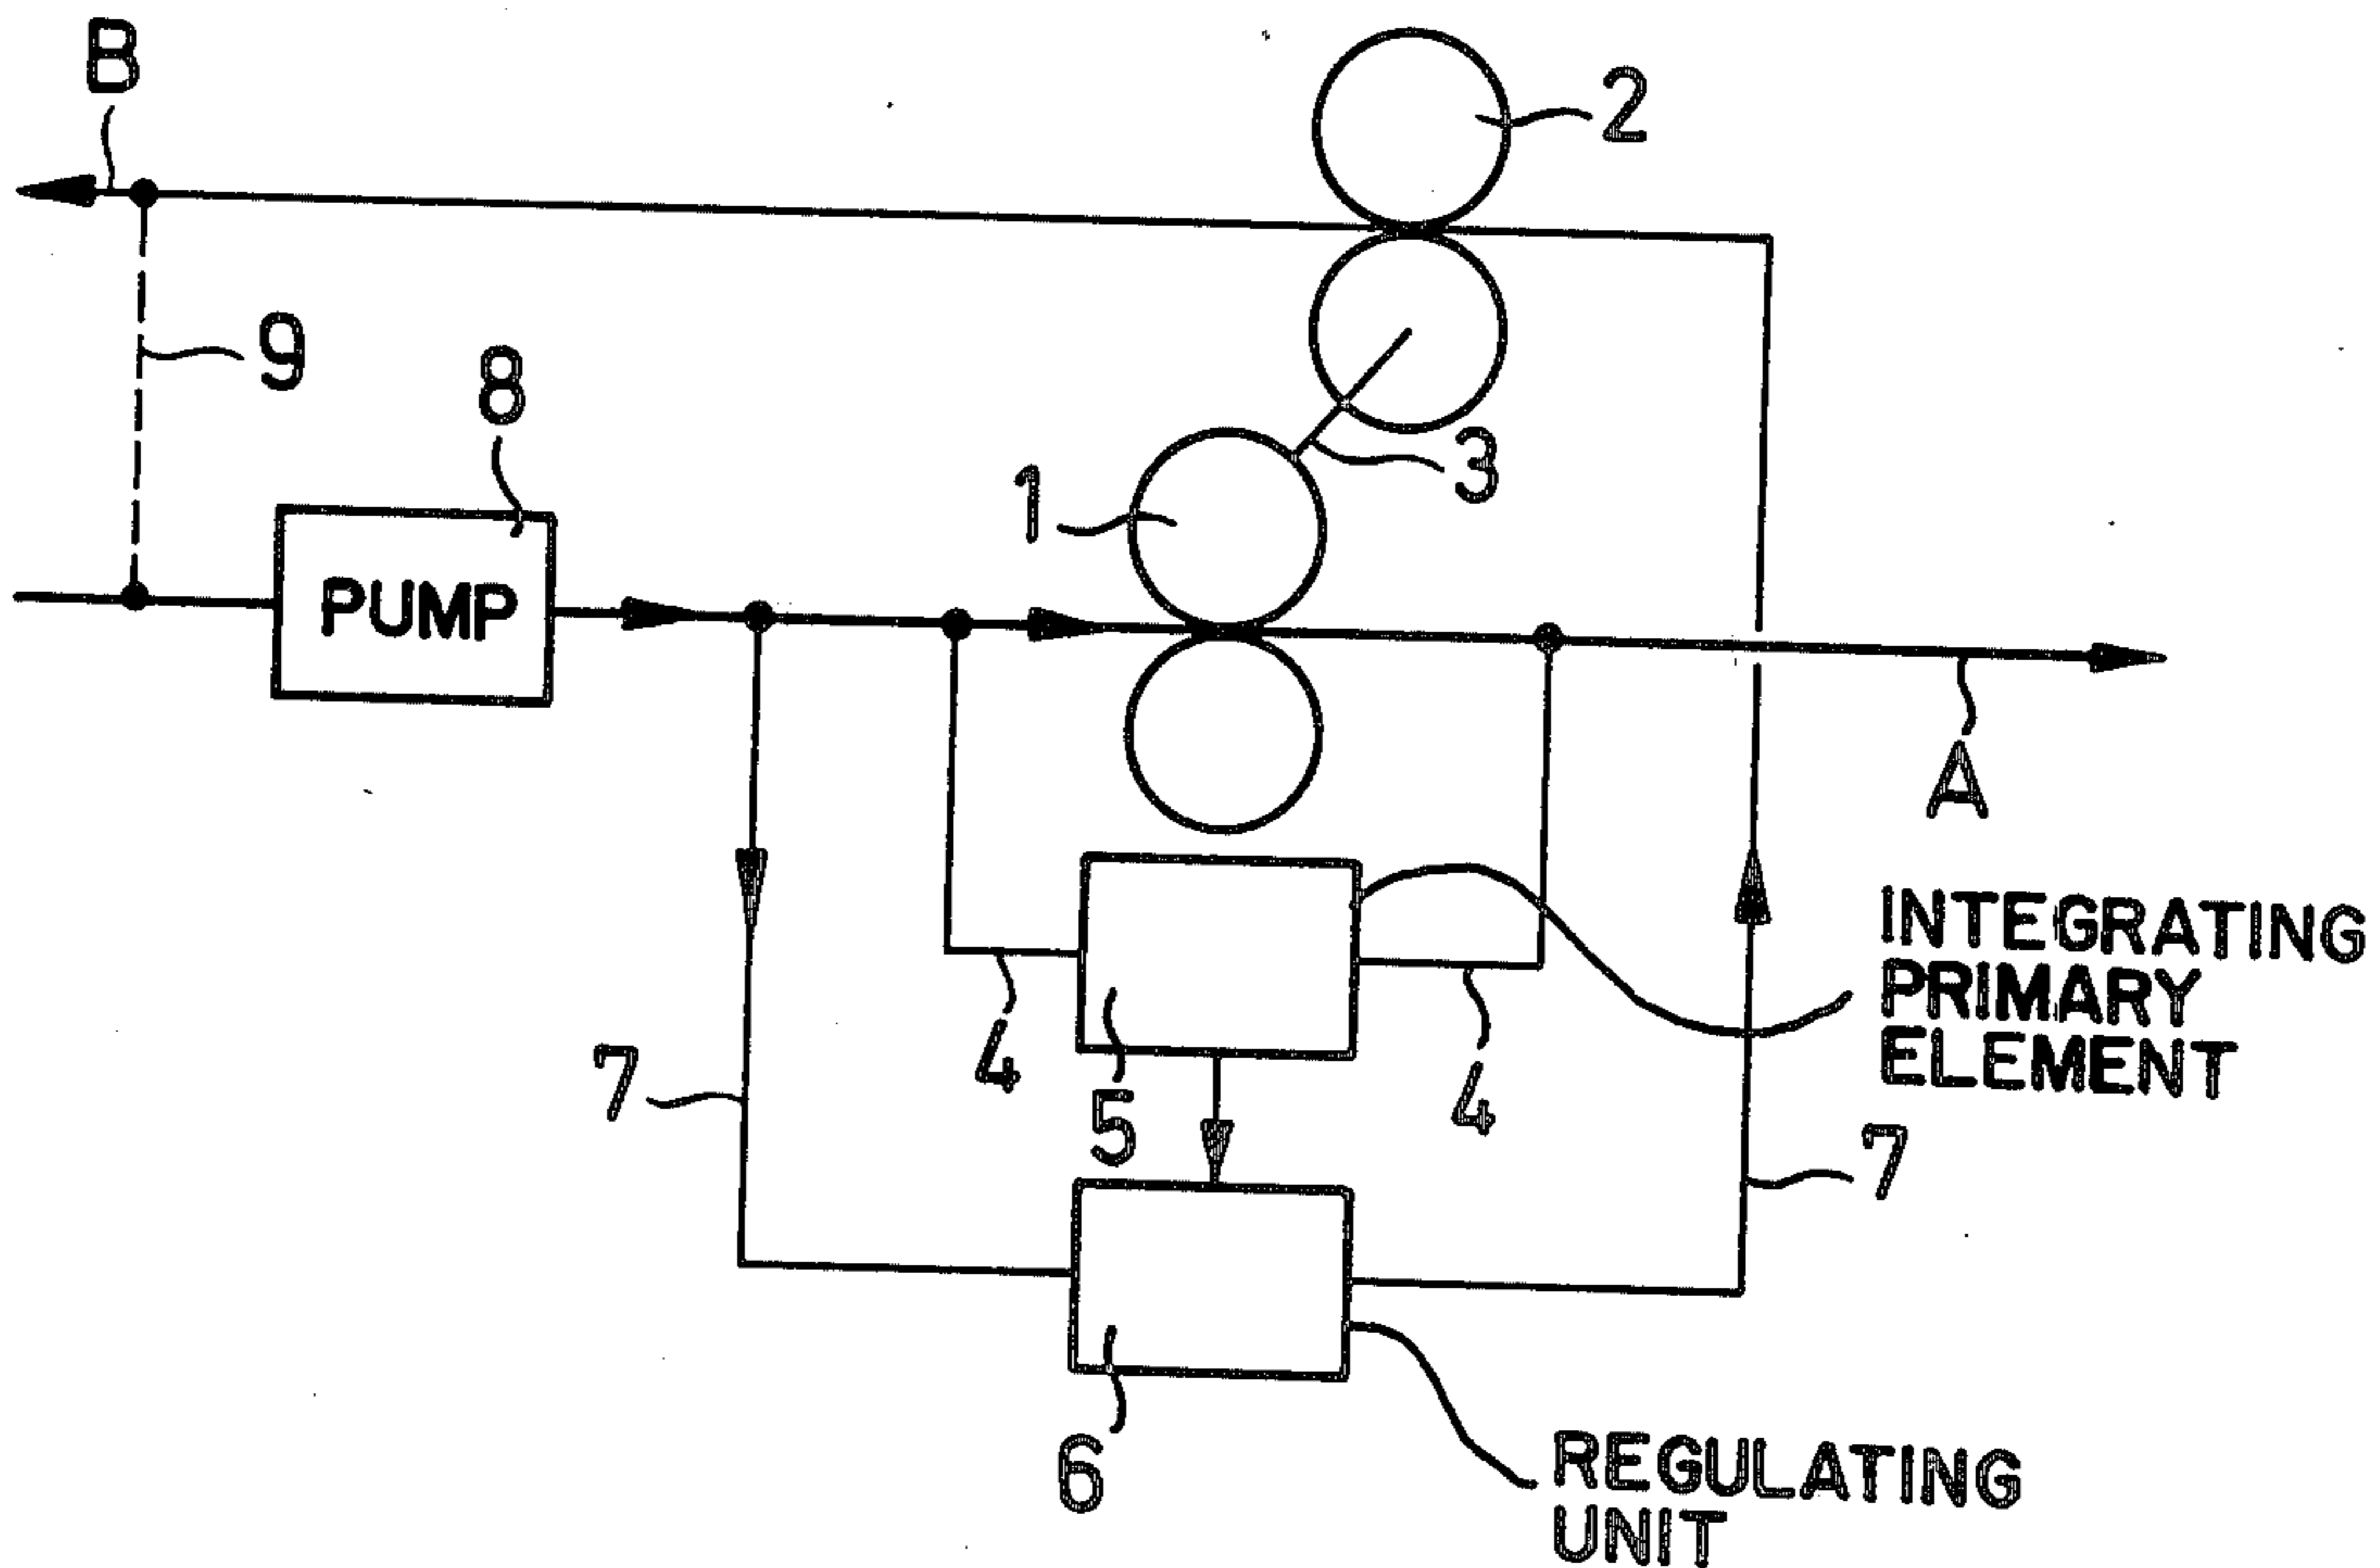 B
2
9
8
3
1
PUMP
A
INTEGRATING
PRIMARY
ELEMENT
4
7
5
4
7
6
REGULATING
UNIT